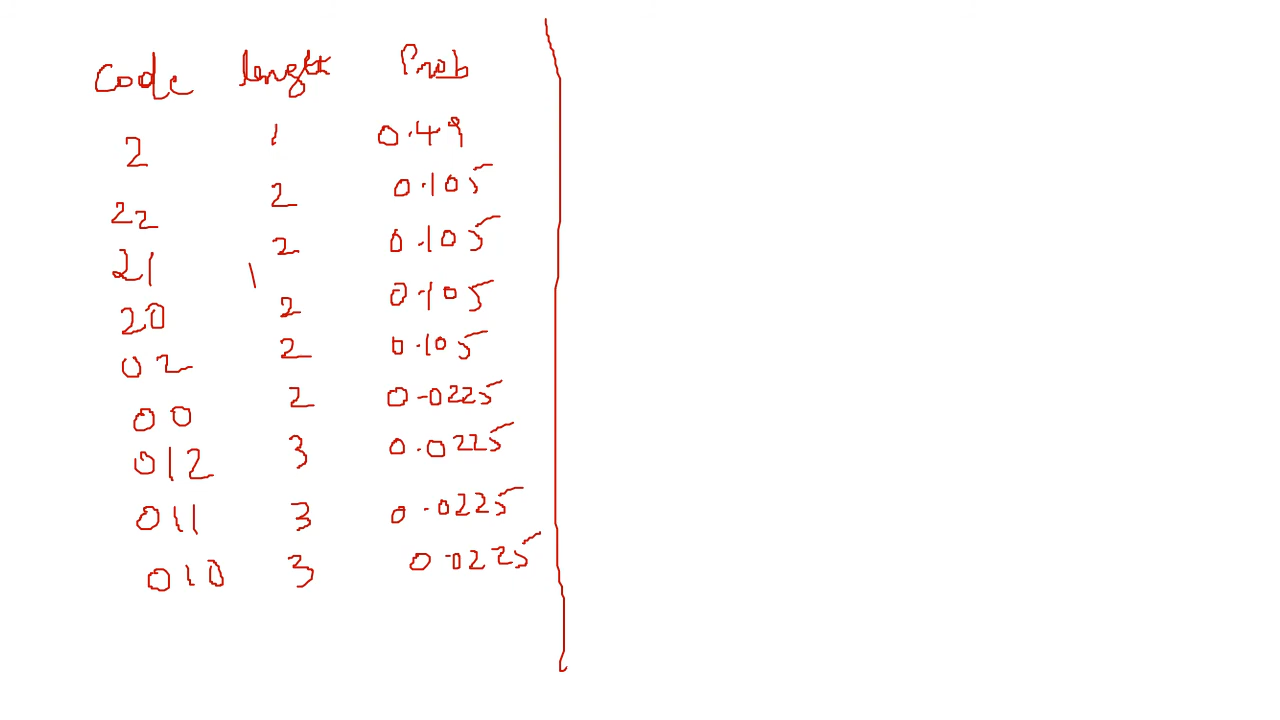 Code length Prob
2 1 0.49
22 2 0.105
21 2 0.105
1
20 2 0.105
02 2 0.105
00 2 0.0225
012 3 0.0225
011 3 0.0225
010 3 0.0225